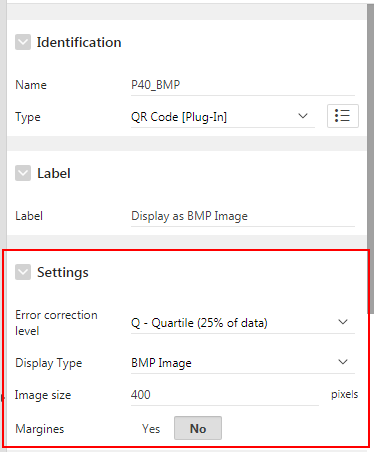 Identification
Name P40_BMP
Type QR Code [Plug-In]
Label
Label Display as BMP Image
Settings
Error correction
level Q - Quartile (25% of data)
Display Type BMP Image
Image size 400 pixels
Margines Yes No